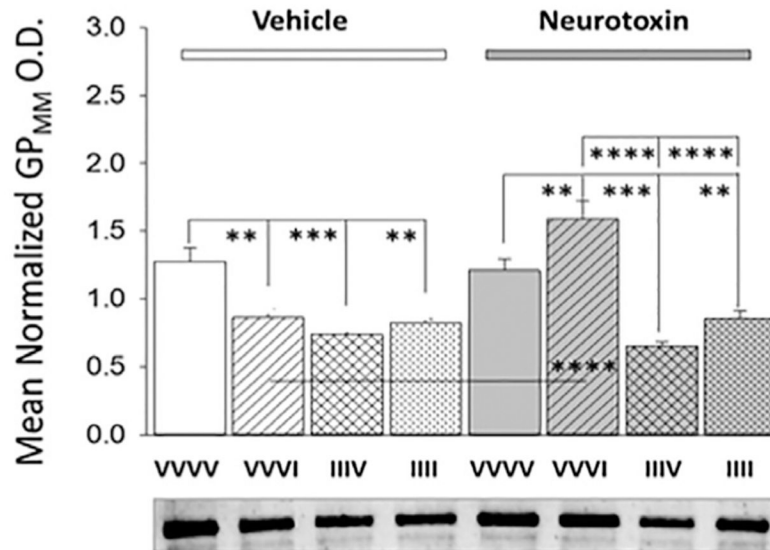 Vehicle Neurotoxin
Mean Normalized GP_MM O.D.
3.0
2.5
2.0
1.5
1.0
0.5
0.0
**** ****
** *** **
** *** **
****
VVVV VVVI IIIV IIII VVVV VVVI IIIV IIII